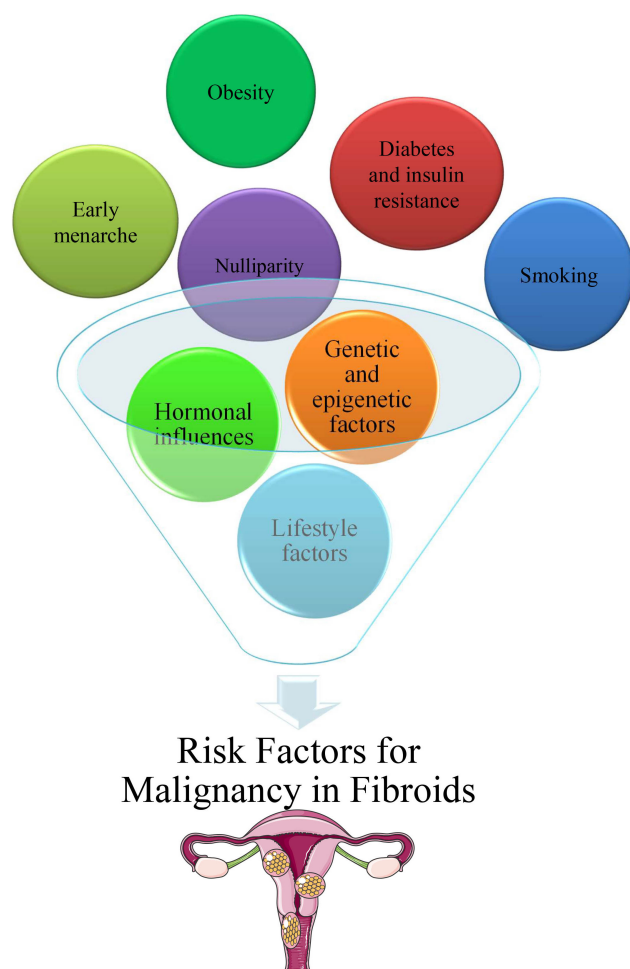 Obesity
Diabetes
and insulin
resistance
Early
menarche
Nulliparity
Smoking
Genetic
and
epigenetic
factors
Hormonal
influences
Lifestyle
factors
Risk Factors for
Malignancy in Fibroids